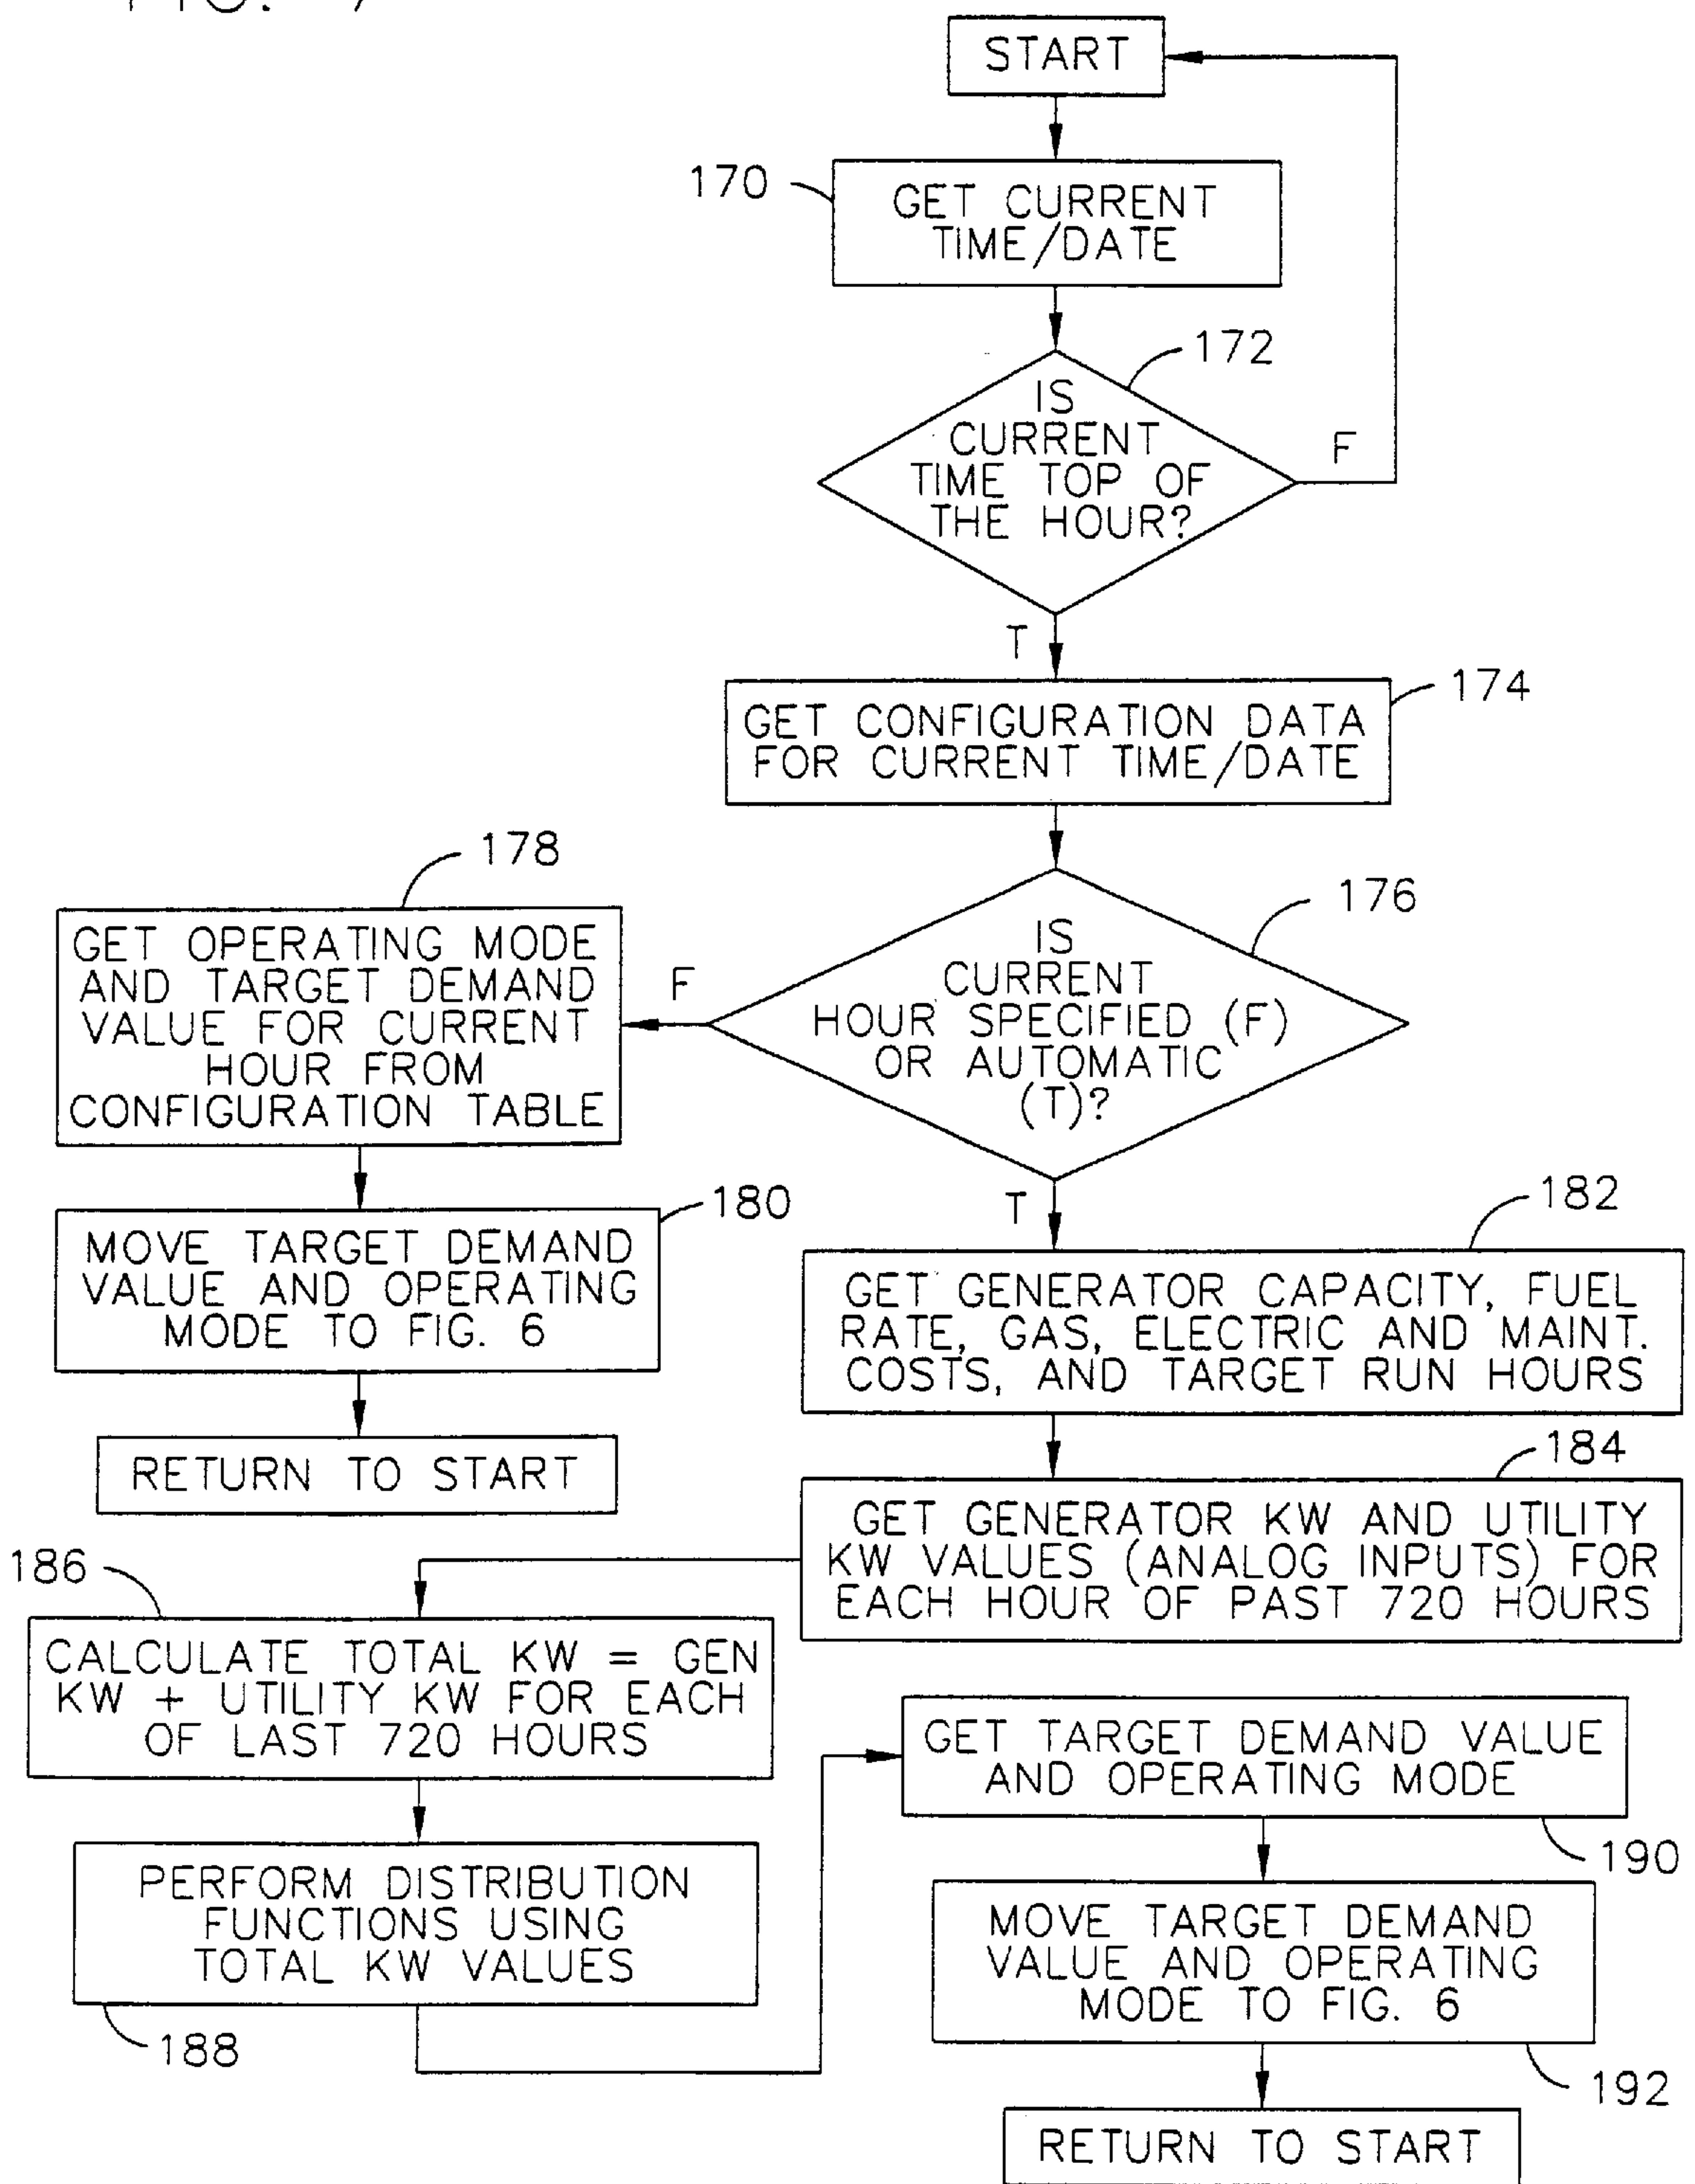 START
170
GET CURRENT
TIME/DATE
172
IS
CURRENT
TIME TOP OF
THE HOUR?
F
T
174
GET CONFIGURATION DATA
FOR CURRENT TIME/DATE
178
GET OPERATING MODE
AND TARGET DEMAND
VALUE FOR CURRENT
HOUR FROM
CONFIGURATION TABLE
F
176
IS
CURRENT
HOUR SPECIFIED (F)
OR AUTOMATIC
(T)?
T
180
MOVE TARGET DEMAND
VALUE AND OPERATING
MODE TO FIG. 6
RETURN TO START
182
GET GENERATOR CAPACITY, FUEL
RATE, GAS, ELECTRIC AND MAINT.
COSTS, AND TARGET RUN HOURS
184
GET GENERATOR KW AND UTILITY
KW VALUES (ANALOG INPUTS) FOR
EACH HOUR OF PAST 720 HOURS
186
CALCULATE TOTAL KW = GEN
KW + UTILITY KW FOR EACH
OF LAST 720 HOURS
PERFORM DISTRIBUTION
FUNCTIONS USING
TOTAL KW VALUES
188
GET TARGET DEMAND VALUE
AND OPERATING MODE
190
MOVE TARGET DEMAND
VALUE AND OPERATING
MODE TO FIG. 6
192
RETURN TO START